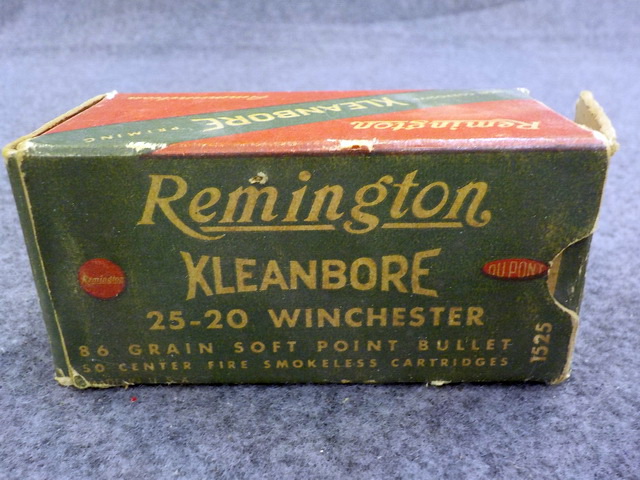 Remington
KLEANBORE
PRIMING
Remington
KLEANBORE
Remington
DU PONT
25-20 WINCHESTER
86 GRAIN SOFT POINT BULLET
50 CENTER FIRE SMOKELESS CARTRIDGES
1525